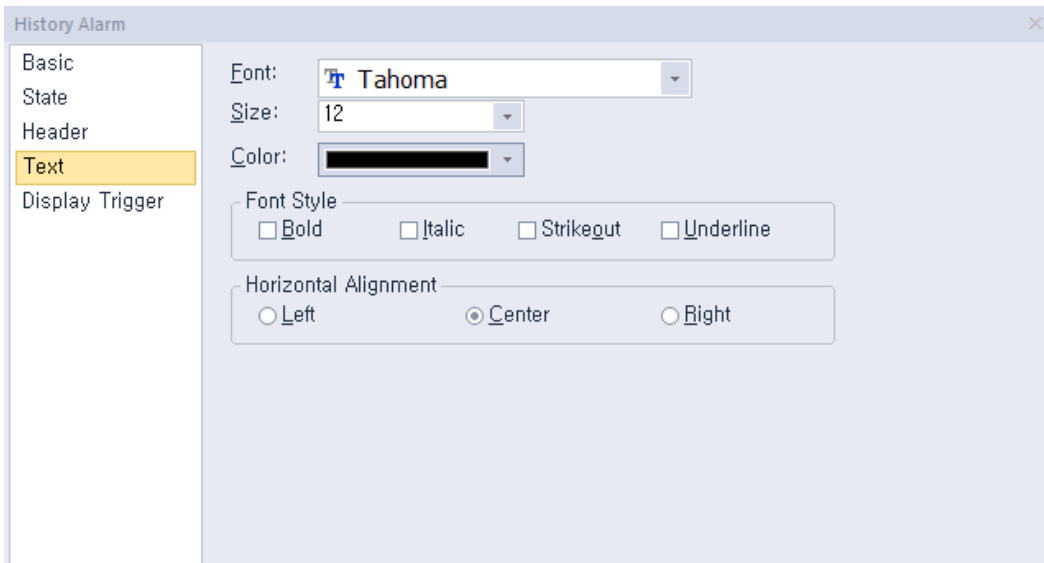 History Alarm
Basic
State
Header
Text
Display Trigger
Font:
Tahoma
Size:
12
Color:
Font Style
Bold
Italic
Strikeout
Underline
Horizontal Alignment
Left
Center
Right